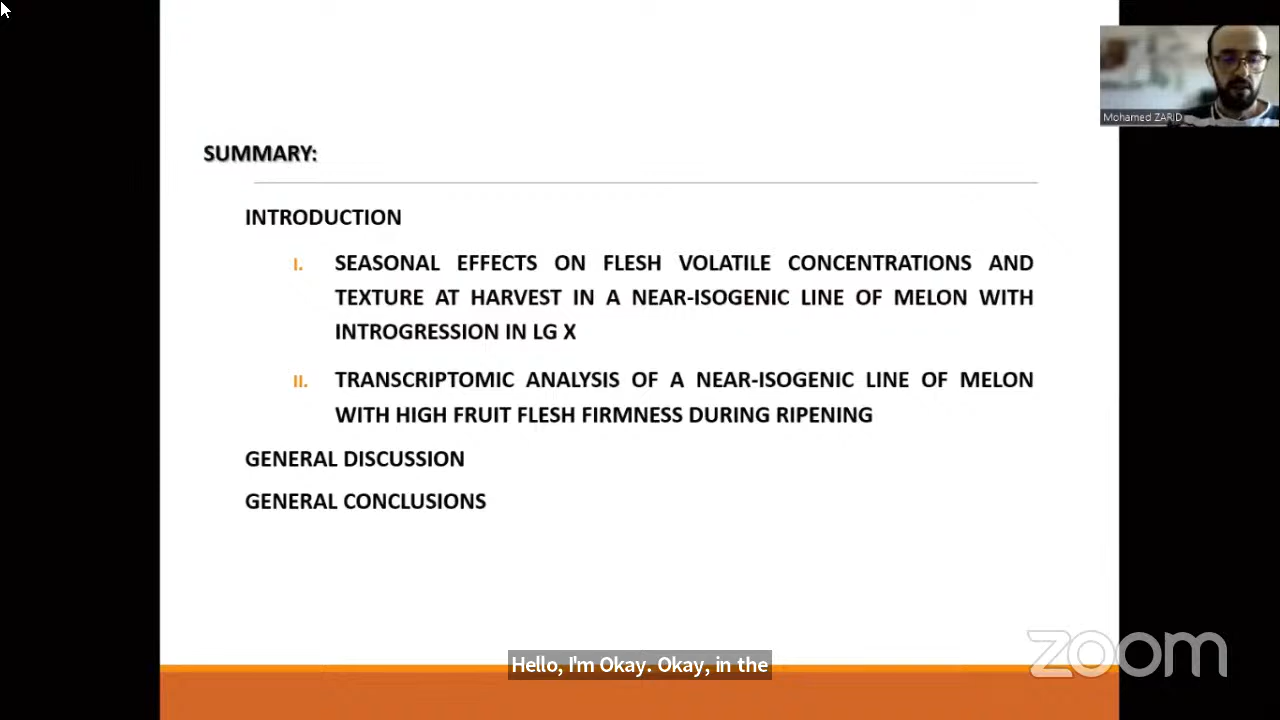 Mohamed ZARID
SUMMARY:
INTRODUCTION
I. SEASONAL EFFECTS ON FLESH VOLATILE CONCENTRATIONS AND
TEXTURE AT HARVEST IN A NEAR-ISOGENIC LINE OF MELON WITH
INTROGRESSION IN LG X
II. TRANSCRIPTOMIC ANALYSIS OF A NEAR-ISOGENIC LINE OF MELON
WITH HIGH FRUIT FLESH FIRMNESS DURING RIPENING
GENERAL DISCUSSION
GENERAL CONCLUSIONS
Hello, I'm Okay. Okay, in the
zoom